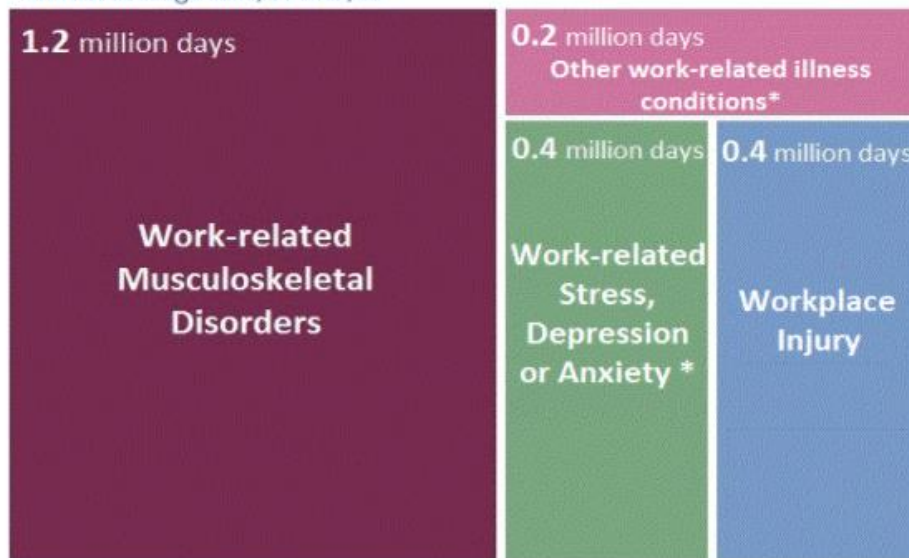 1.2 million days
Work-related
Musculoskeletal
Disorders
0.2 million days
Other work-related illness
conditions*
0.4 million days
Work-related
Stress,
Depression
or Anxiety *
0.4 million days
Workplace
Injury